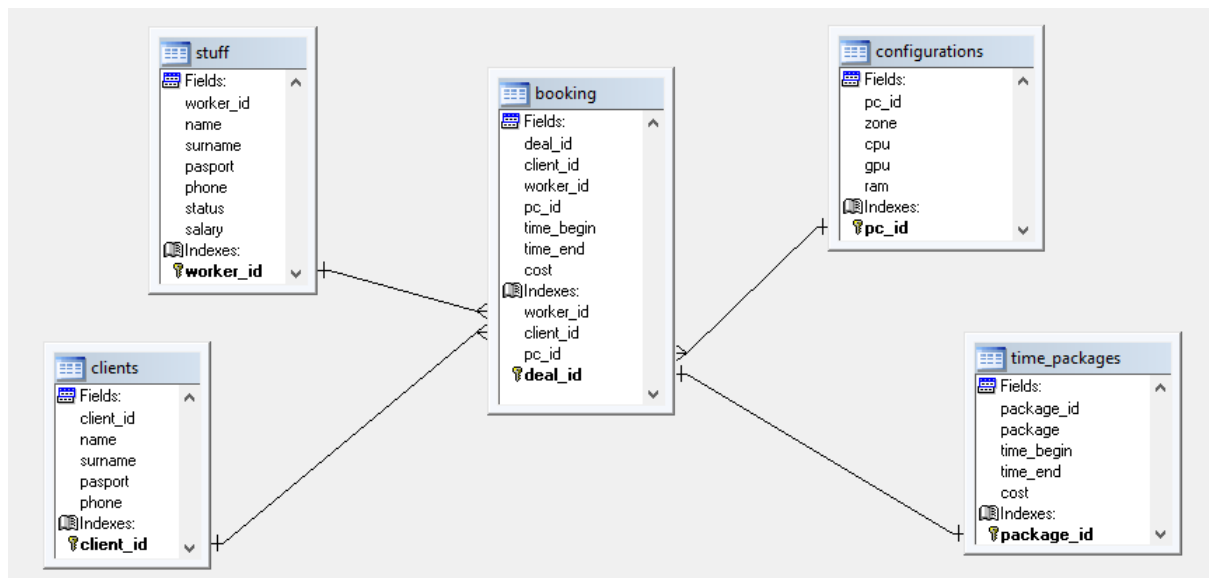 stuff
Fields:
worker_id
name
surname
pasport
phone
status
salary
Indexes:
worker_id
clients
Fields:
client_id
name
surname
pasport
phone
Indexes:
client_id
booking
Fields:
deal_id
client_id
worker_id
pc_id
time_begin
time_end
cost
Indexes:
worker_id
client_id
pc_id
deal_id
configurations
Fields:
pc_id
zone
cpu
gpu
ram
Indexes:
pc_id
time_packages
Fields:
package_id
package
time_begin
time_end
cost
Indexes:
package_id